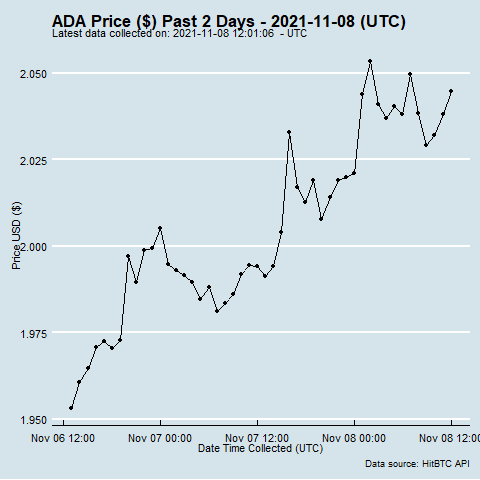 ADA Price ($) Past 2 Days - 2021-11-08 (UTC)
Latest data collected on: 2021-11-08 12:01:06  - UTC
2.050
2.025
2.000
1.975
1.950
Price USD ($)
Nov 06 12:00 Nov 07 00:00 Nov 07 12:00 Nov 08 00:00 Nov 08 12:00
Date Time Collected (UTC)
Data source: HitBTC API